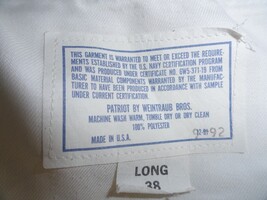 THIS GARMENT IS WARRANTED TO MEET OR EXCEED THE REQUIRE-
MENTS ESTABLISHED BY THE U.S. NAVY CERTIFICATION PROGRAM
AND WAS PRODUCED UNDER CERTIFICATE NO. EWS-377-19 FROM
BASIC MATERIAL COMPONENTS WARRANTED BY THE MANUFAC-
TURER TO HAVE BEEN PRODUCED IN ACCORDANCE WITH SAMPLE
UNDER CURRENT CERTIFICATION.
PATRIOT BY WEINTRAUB BROS.
MACHINE WASH WARM, TUMBLE DRY OR DRY CLEAN
100% POLYESTER
MADE IN U.S.A.
92
LONG
38